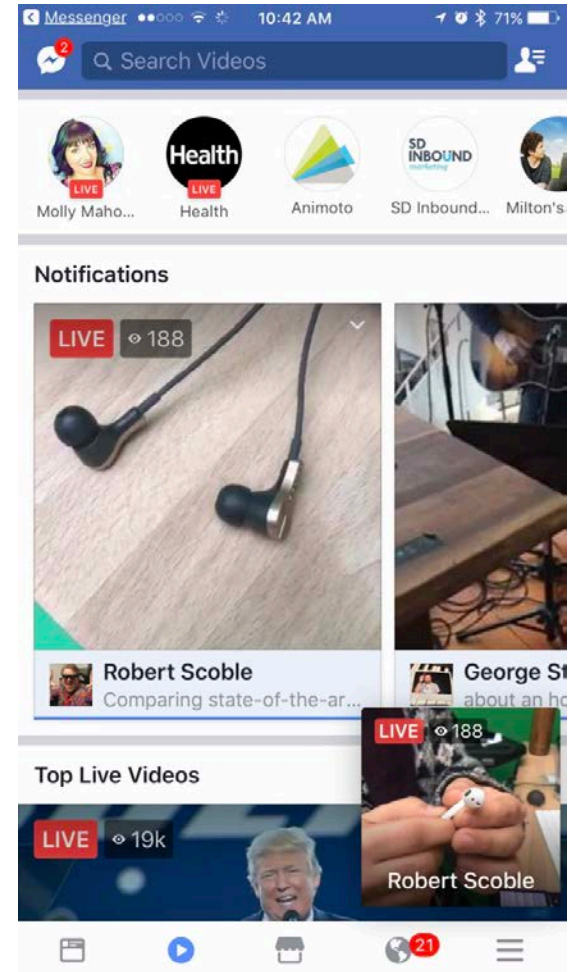 Messenger 10:42 AM 71%
2
Search Videos
Health
SD
INBOUND
marketing
LIVE
LIVE
Molly Maho... Health Animoto SD Inbound... Milton's
Notifications
LIVE 188
Robert Scoble George St
Comparing state-of-the-ar... about an ho
LIVE 188
Top Live Videos
LIVE 19k
Robert Scoble
21